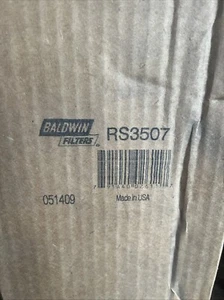 BALDWIN
FILTERS
RS3507
051409
Made in USA